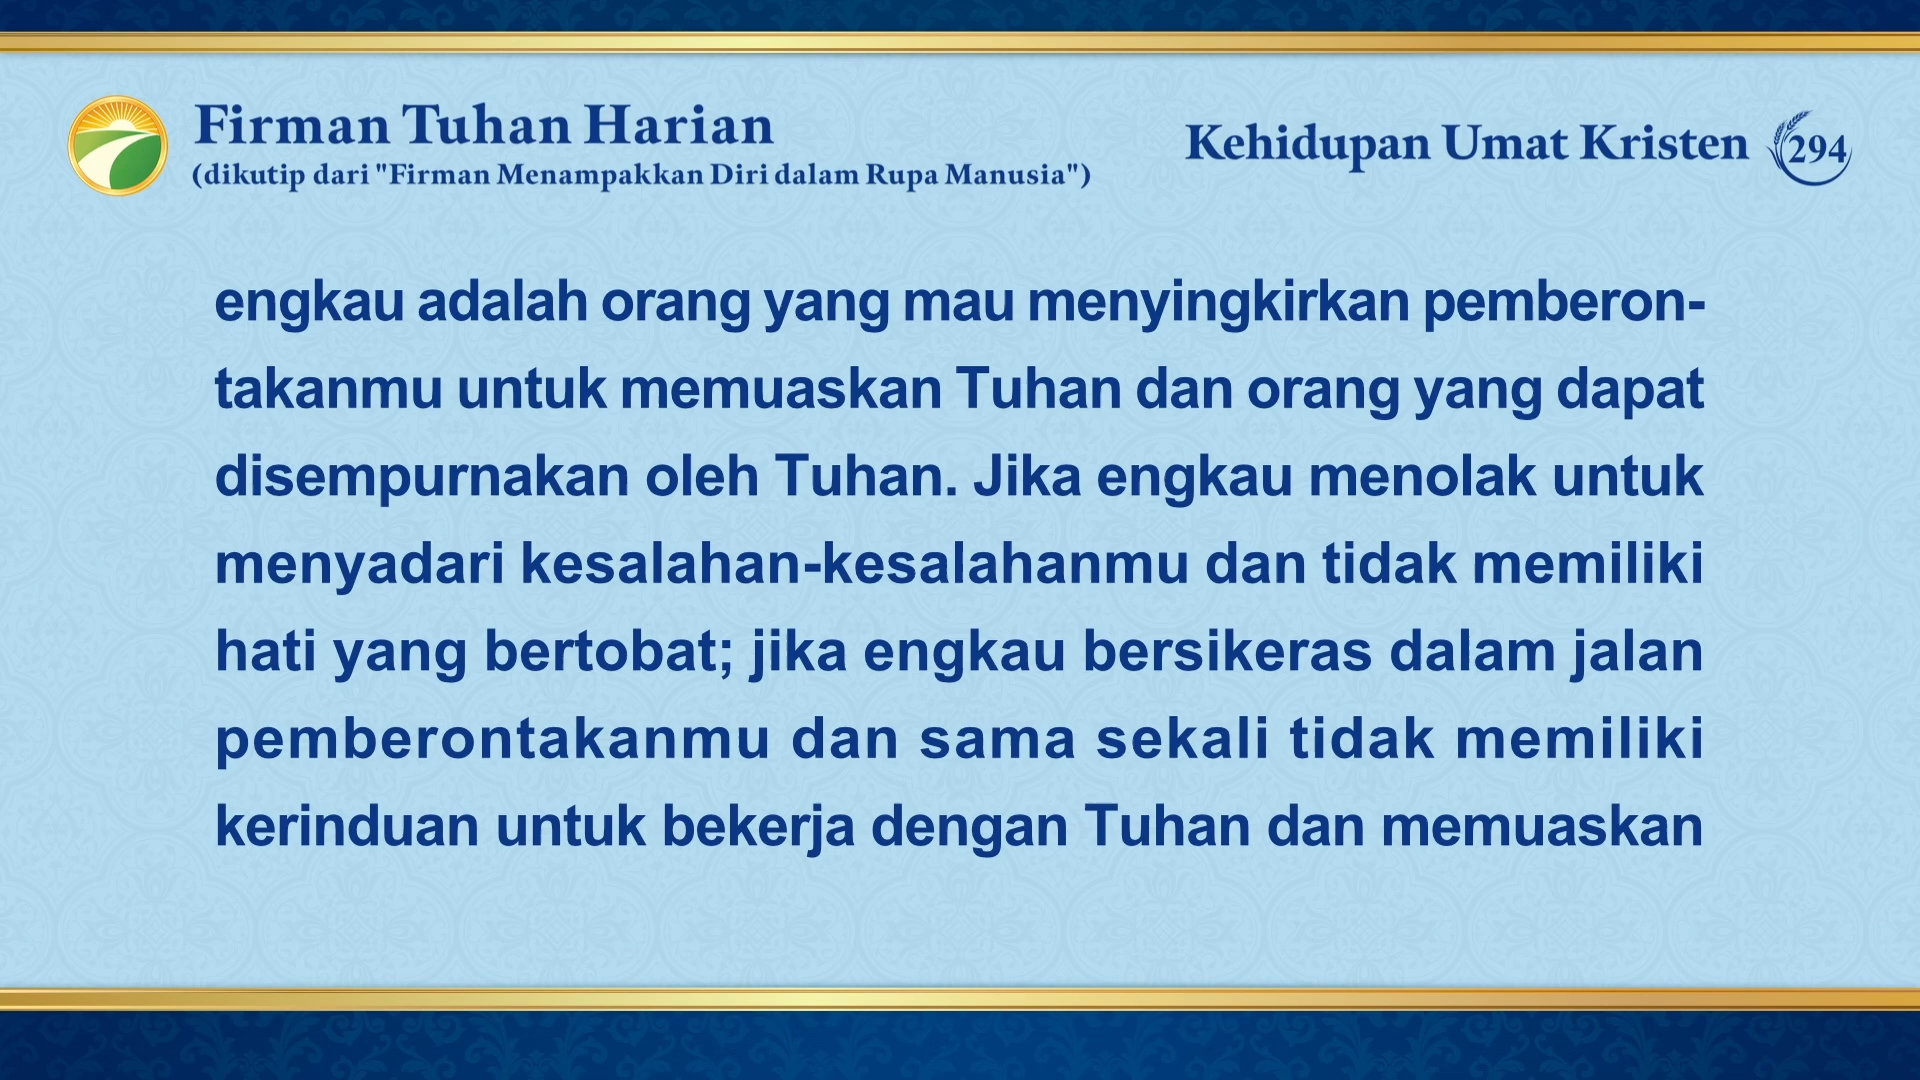 Firman Tuhan Harian
(dikutip dari "Firman Menampakkan Diri dalam Rupa Manusia")
Kehidupan Umat Kristen 294
engkau adalah orang yang mau menyingkirkan pemberon-
takanmu untuk memuaskan Tuhan dan orang yang dapat
disempurnakan oleh Tuhan. Jika engkau menolak untuk
menyadari kesalahan-kesalahanmu dan tidak memiliki
hati yang bertobat; jika engkau bersikeras dalam jalan
pemberontakanmu dan sama sekali tidak memiliki
kerinduan untuk bekerja dengan Tuhan dan memuaskan